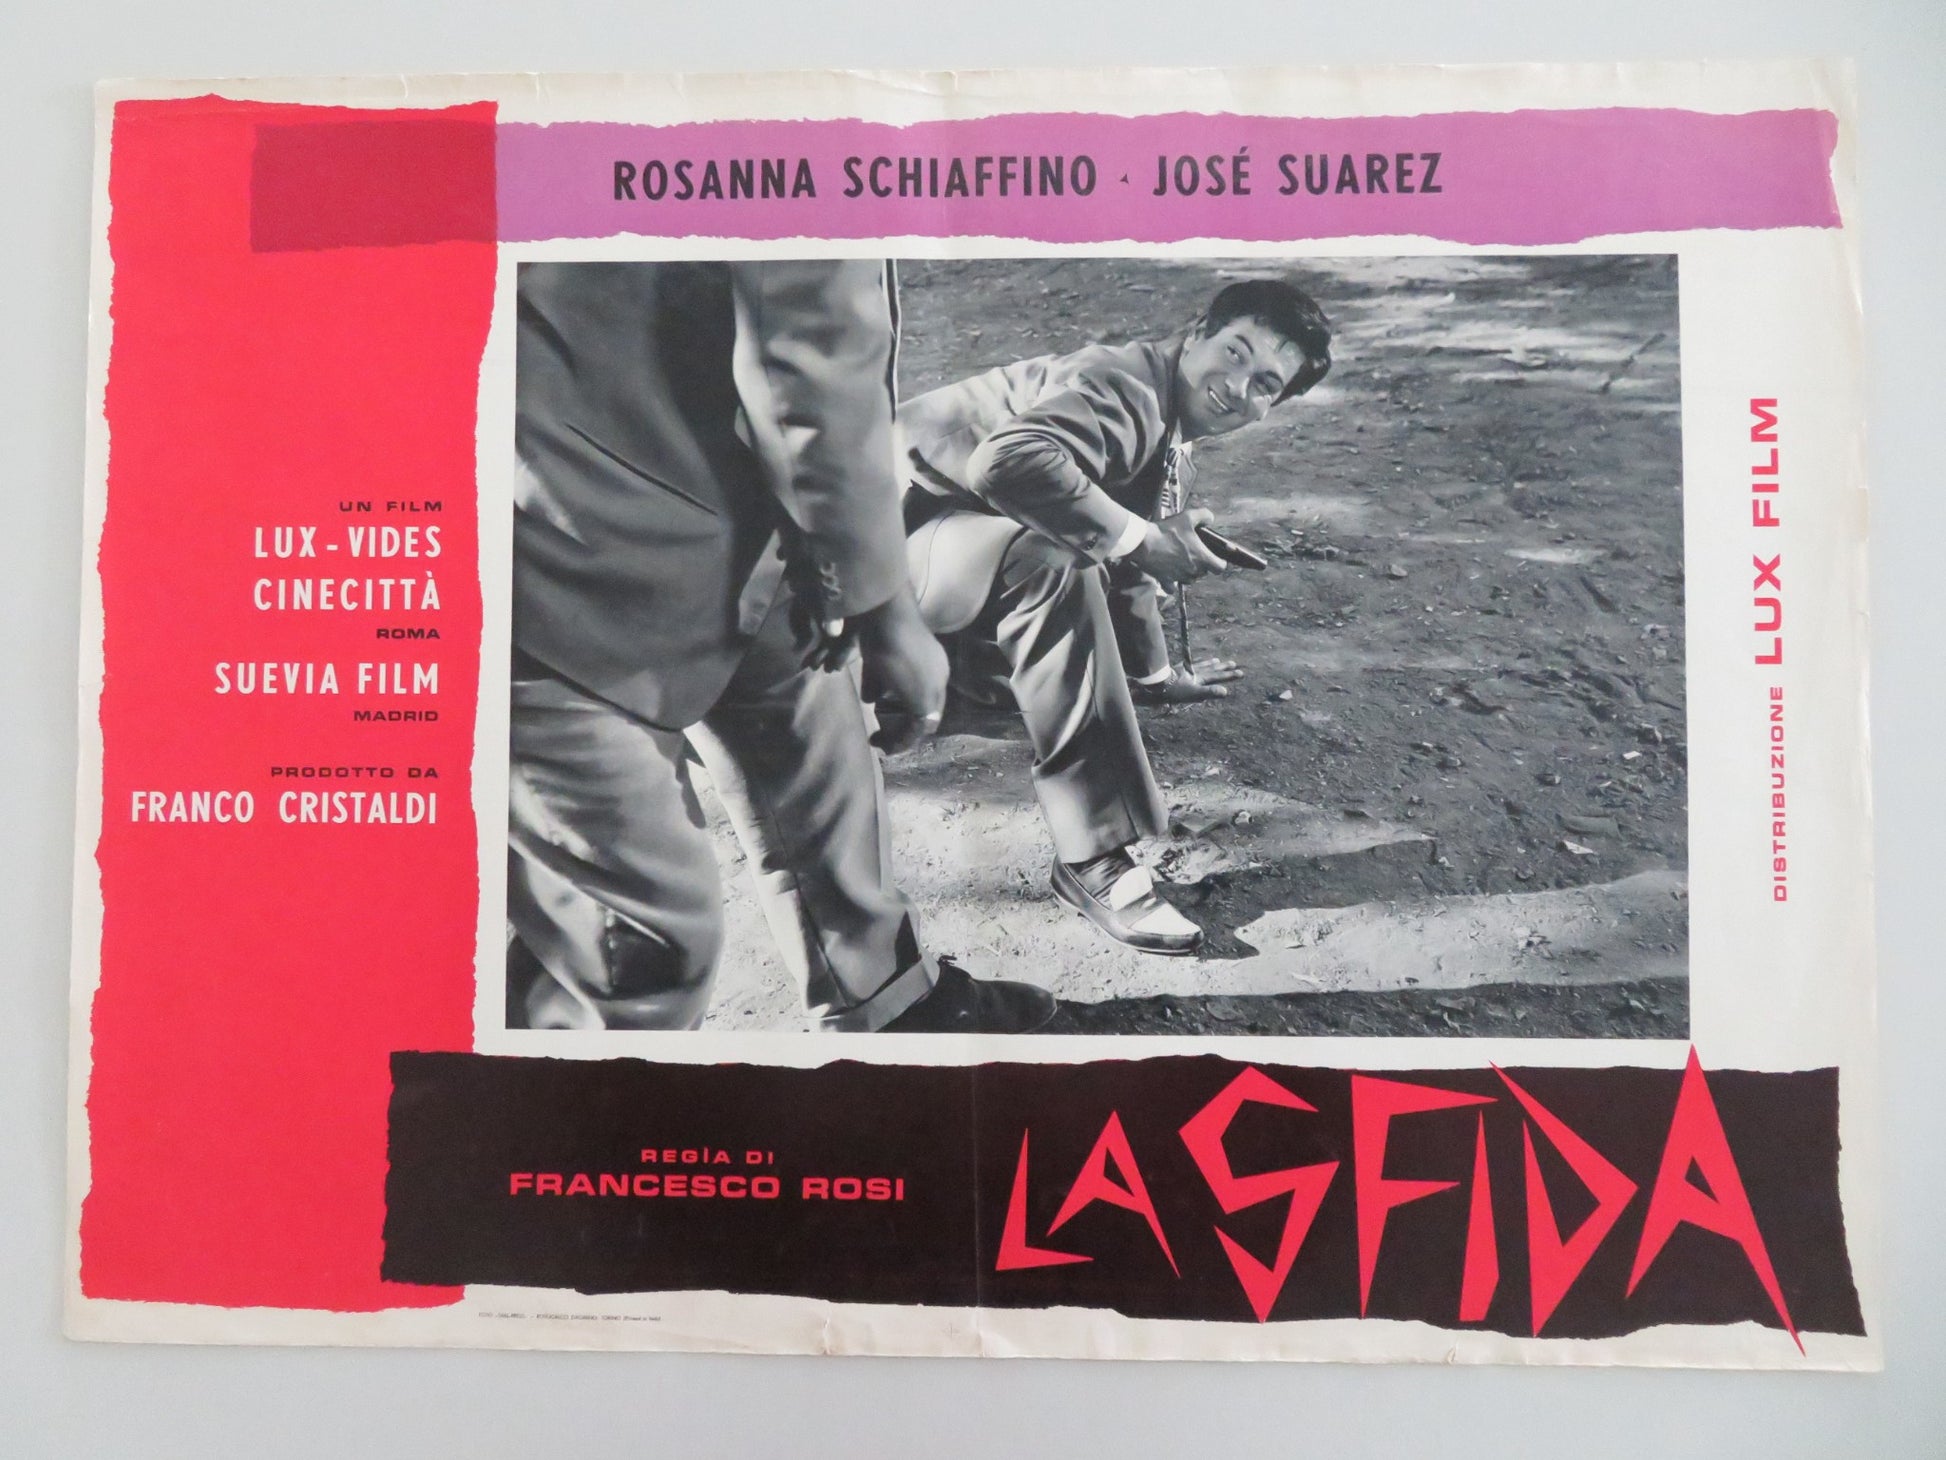 ROSANNA SCHIAFFINO · JOSÉ SUAREZ
UN FILM
LUX-VIDES
CINECITTÀ
ROMA
SUEVIA FILM
MADRID
PRODOTTO DA
FRANCO CRISTALDI
DISTRIBUZIONE LUX FILM
REGÌA DI
FRANCESCO ROSI
LA SFIDA